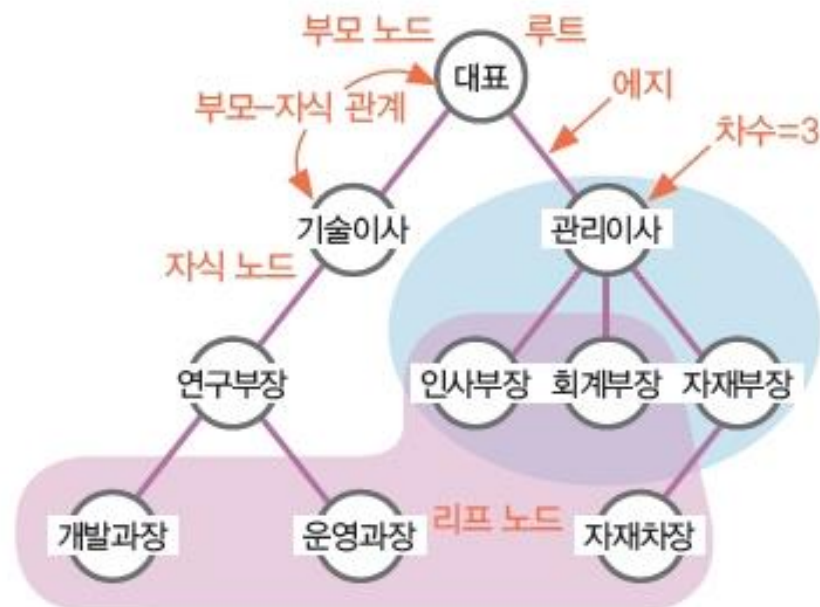 부모 노드
루트
대표
에지
부모–자식 관계
차수=3
기술이사
관리이사
자식 노드
연구부장
인사부장
회계부장
자재부장
개발과장
운영과장
리프 노드
자재차장